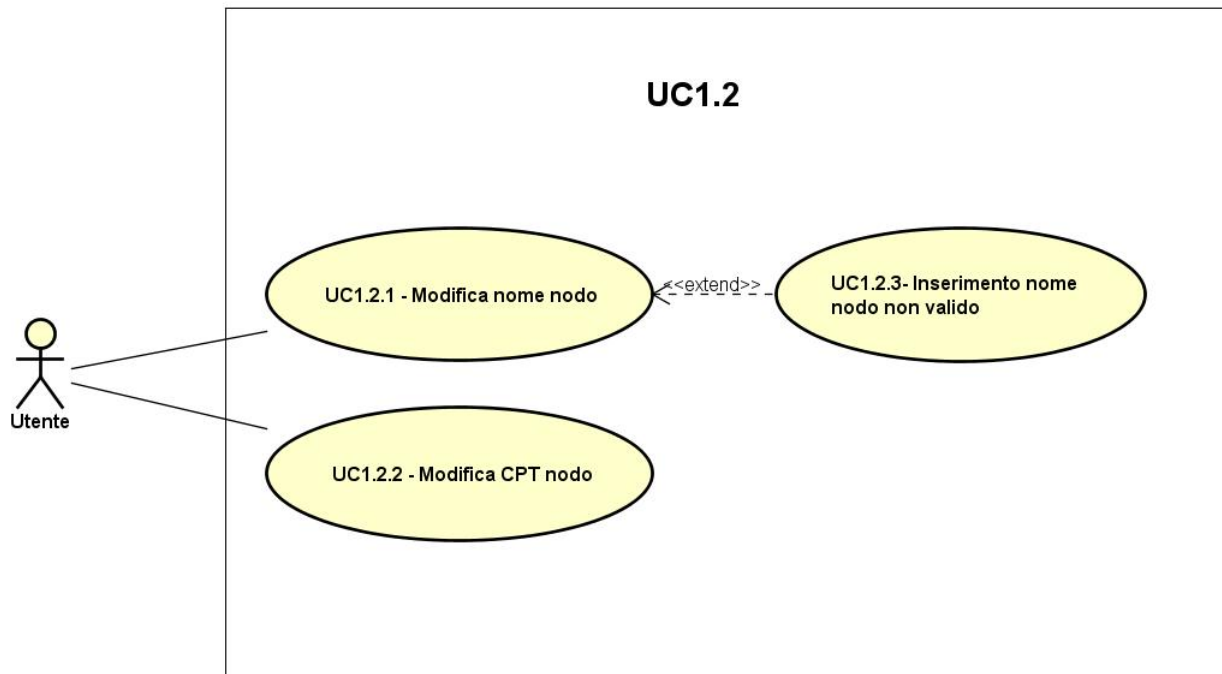 UC1.2
UC1.2.1 - Modifica nome nodo
<<extend>>
UC1.2.3- Inserimento nome
nodo non valido
Utente
UC1.2.2 - Modifica CPT nodo